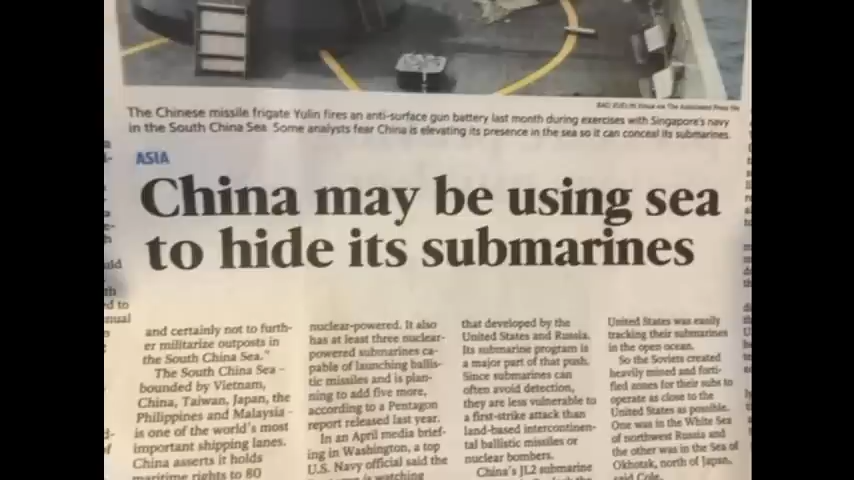 The Chinese missile frigate Yulin fires an anti-surface gun battery last month during exercises with Singapore's navy
in the South China Sea. Some analysts fear China is elevating its presence in the sea so it can conceal its submarines.
ASIA
China may be using sea
to hide its submarines
and certainly not to furth-
er militarize outposts in
the South China Sea."
The South China Sea –
bounded by Vietnam,
China, Taiwan, Japan, the
Philippines and Malaysia –
is one of the world's most
important shipping lanes.
China asserts it holds
maritime rights to 80
nuclear-powered. It also
has at least three nuclear-
powered submarines ca-
pable of launching ballis-
tic missiles and is plan-
ning to add five more,
according to a Pentagon
report released last year.
In an April media brief-
ing in Washington, a top
U.S. Navy official said the
is watching
that developed by the
United States and Russia.
Its submarine program is
a major part of that push.
Since submarines can
often avoid detection,
they are less vulnerable to
a first-strike attack than
land-based intercontinen-
tal ballistic missiles or
nuclear bombers.
China's JL2 submarine
United States was easily
tracking their submarines
in the open ocean.
So the Soviets created
heavily mined and forti-
fied zones for their subs to
operate as close to the
United States as possible.
One was in the White Sea
of northwest Russia and
the other was in the Sea of
Okhotsk, north of Japan,
said Cole.